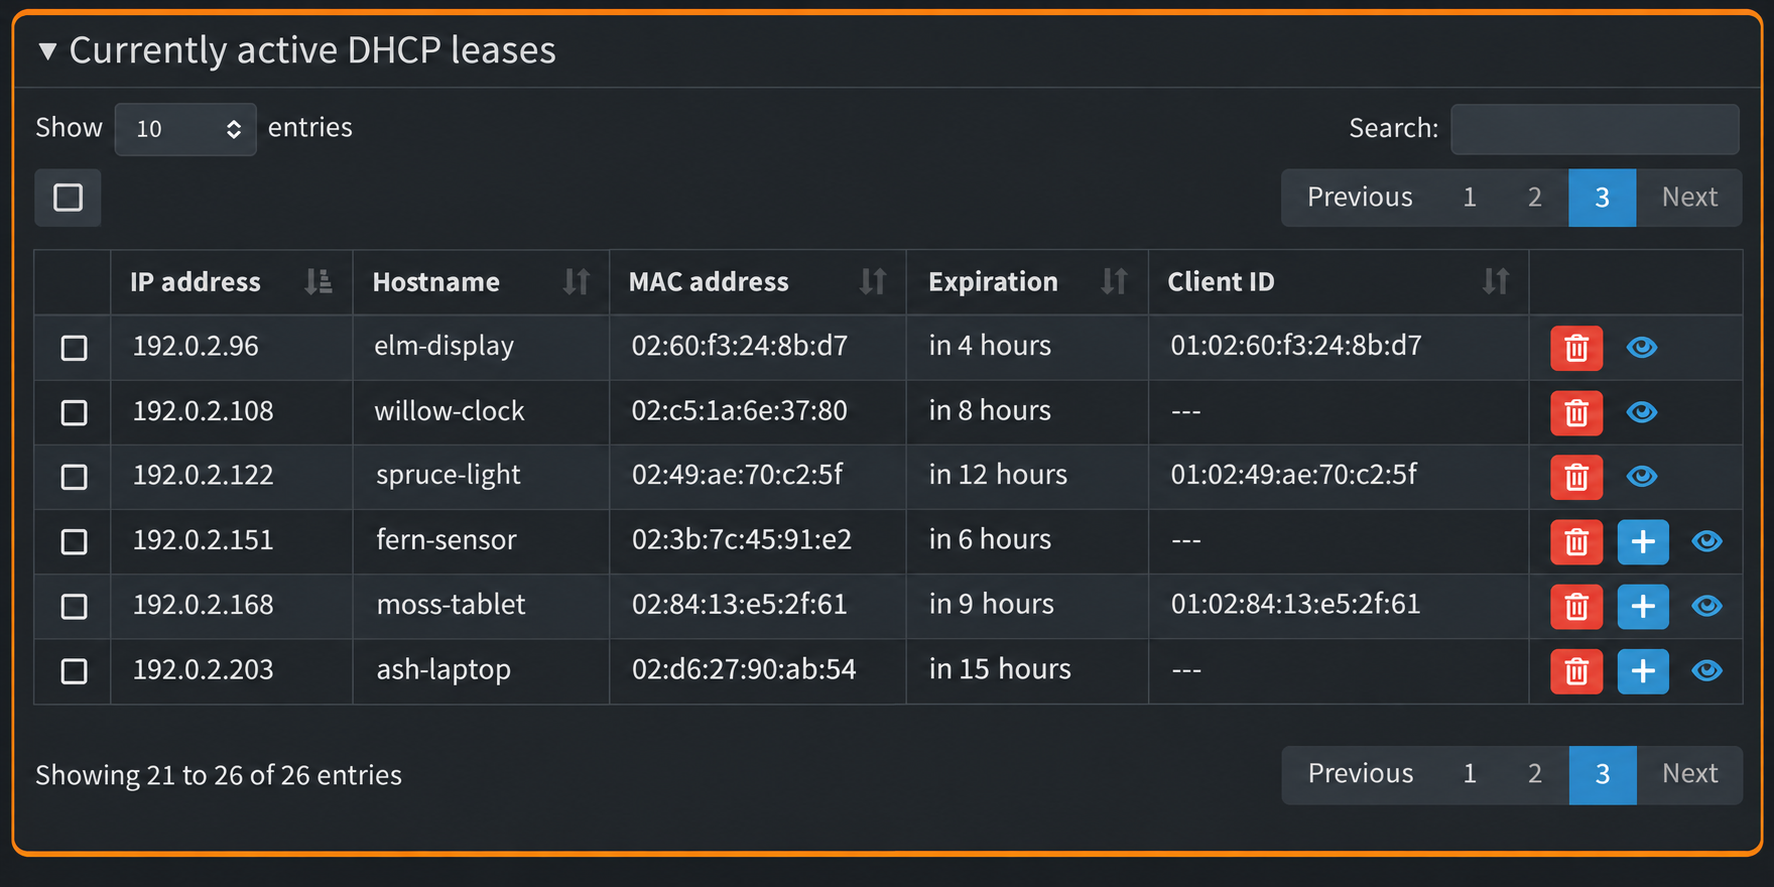 ▼ Currently active DHCP leases
Show 10 entries Search:
Previous 1 2 3 Next
IP address Hostname MAC address Expiration Client ID
192.0.2.96 elm-display 02:60:f3:24:8b:d7 in 4 hours 01:02:60:f3:24:8b:d7
192.0.2.108 willow-clock 02:c5:1a:6e:37:80 in 8 hours ---
192.0.2.122 spruce-light 02:49:ae:70:c2:5f in 12 hours 01:02:49:ae:70:c2:5f
192.0.2.151 fern-sensor 02:3b:7c:45:91:e2 in 6 hours ---
192.0.2.168 moss-tablet 02:84:13:e5:2f:61 in 9 hours 01:02:84:13:e5:2f:61
192.0.2.203 ash-laptop 02:d6:27:90:ab:54 in 15 hours ---
Showing 21 to 26 of 26 entries Previous 1 2 3 Next